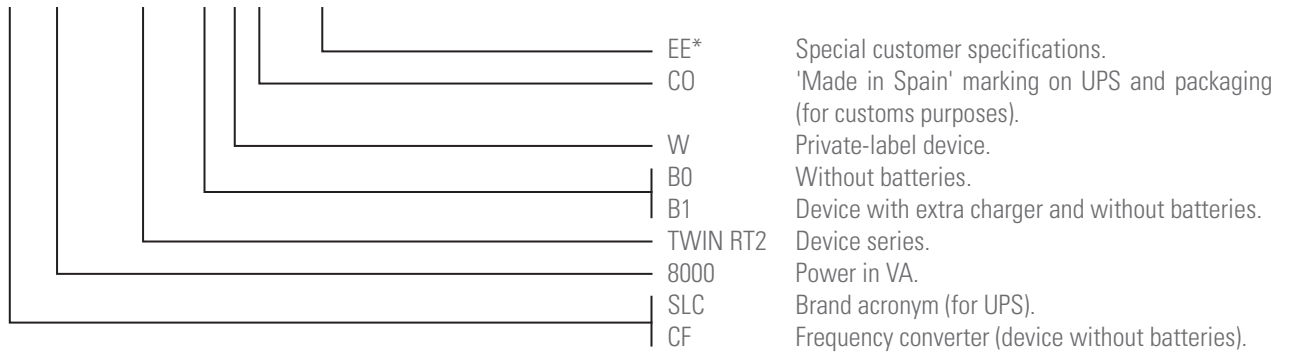 EE* Special customer specifications.
CO 'Made in Spain' marking on UPS and packaging
(for customs purposes).
W Private-label device.
B0 Without batteries.
B1 Device with extra charger and without batteries.
TWIN RT2 Device series.
8000 Power in VA.
SLC Brand acronym (for UPS).
CF Frequency converter (device without batteries).